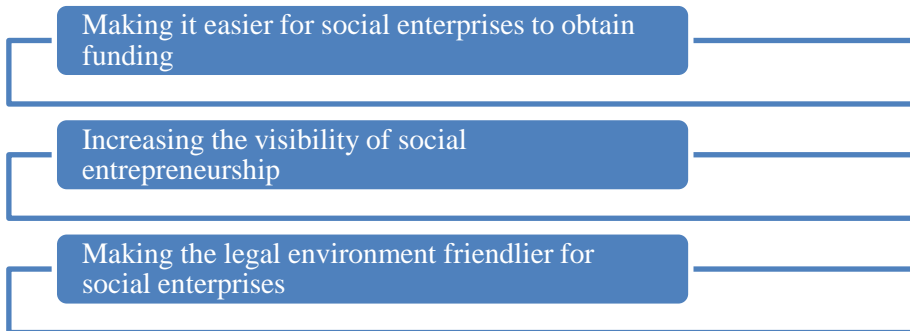 Making it easier for social enterprises to obtain
funding
Increasing the visibility of social
entrepreneurship
Making the legal environment friendlier for
social enterprises